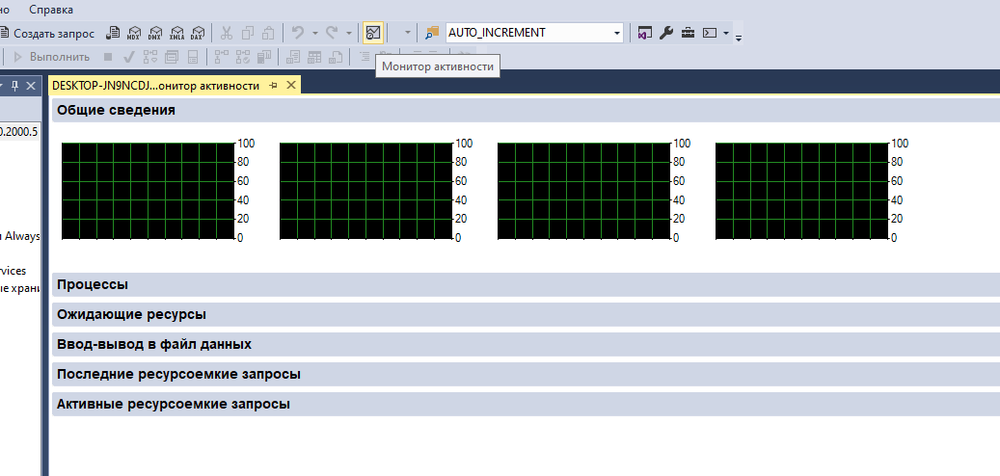 но Справка
Создать запрос MDX DMX XMLA DAX AUTO_INCREMENT
Выполнить
Монитор активности
DESKTOP-JN9NCDJ...онитор активности
Общие сведения
0.2000.5
100 100 100 100
80 80 80 80
60 60 60 60
40 40 40 40
20 20 20 20
0 0 0 0
Always
rvices
Процессы
ые храни
Ожидающие ресурсы
Ввод-вывод в файл данных
Последние ресурсоемкие запросы
Активные ресурсоемкие запросы